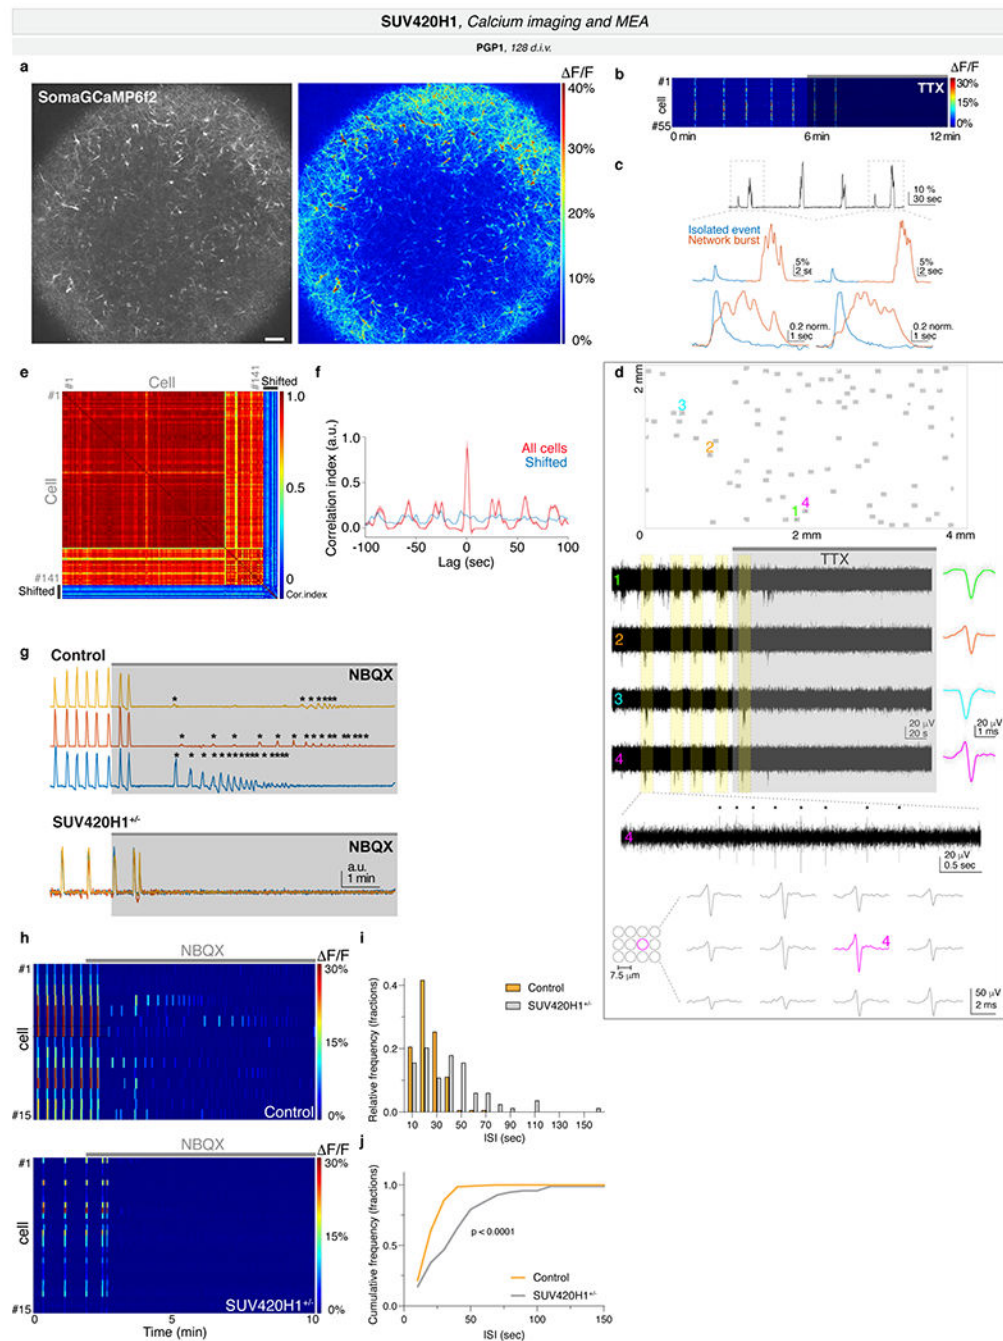 SUV420H1, Calcium imaging and MEA
PGP1, 128 d.i.v.
a
SomaGCaMP6f2
ΔF/F
40%
30%
20%
10%
0%
b
#1
cell
#55
TTX
0 min
6 min
12 min
ΔF/F
30%
15%
0%
c
10 %
30 sec
Isolated event
Network burst
5%
2 sec
5%
2 sec
0.2 norm.
1 sec
0.2 norm.
1 sec
d
2 mm
3
2
4
1
0
2 mm
4 mm
TTX
1
2
3
20 μV
20 s
20 μV
1 ms
4
4
20 μV
0.5 sec
4
7.5 μm
50 μV
2 ms
e
Cell
#1
#141
Shifted
#1
Cell
#141
Shifted
1.0
0.5
0
Cor.index
f
Correlation index (a.u.)
1.0
0.5
0.0
All cells
Shifted
-100
-50
0
50
100
Lag (sec)
g
Control
NBQX
* * * * * * * *
SUV420H1+/-
NBQX
a.u.
1 min
h
NBQX
ΔF/F
#1
cell
#15
Control
30%
15%
0%
NBQX
ΔF/F
#1
cell
#15
SUV420H1+/-
30%
15%
0%
0
5
10
Time (min)
i
Relative frequency (fractions)
0.4
0.2
0.0
Control
SUV420H1+/-
10 30 50 70 90 110 130 150
ISI (sec)
j
Cumulative frequency (fractions)
1.0
0.5
0.0
p < 0.0001
Control
SUV420H1+/-
0
50
100
150
ISI (sec)